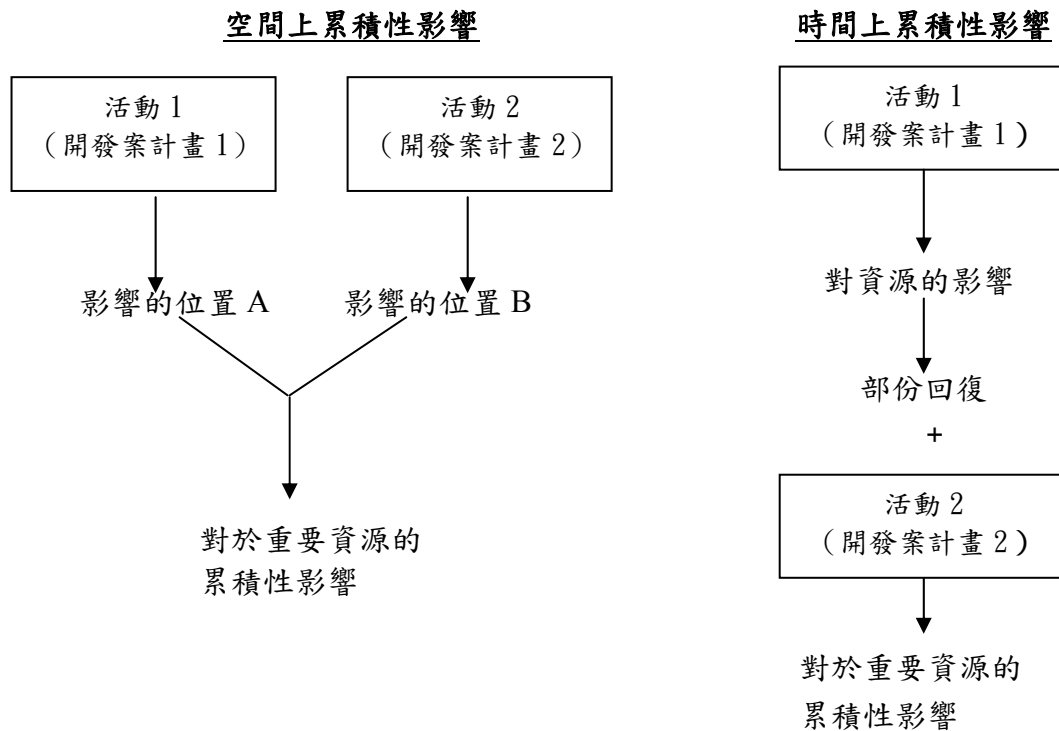 空間上累積性影響
活動 1
（開發案計畫 1）
活動 2
（開發案計畫 2）
影響的位置 A
影響的位置 B
對於重要資源的
累積性影響
時間上累積性影響
活動 1
（開發案計畫 1）
對資源的影響
部份回復
+
活動 2
（開發案計畫 2）
對於重要資源的
累積性影響